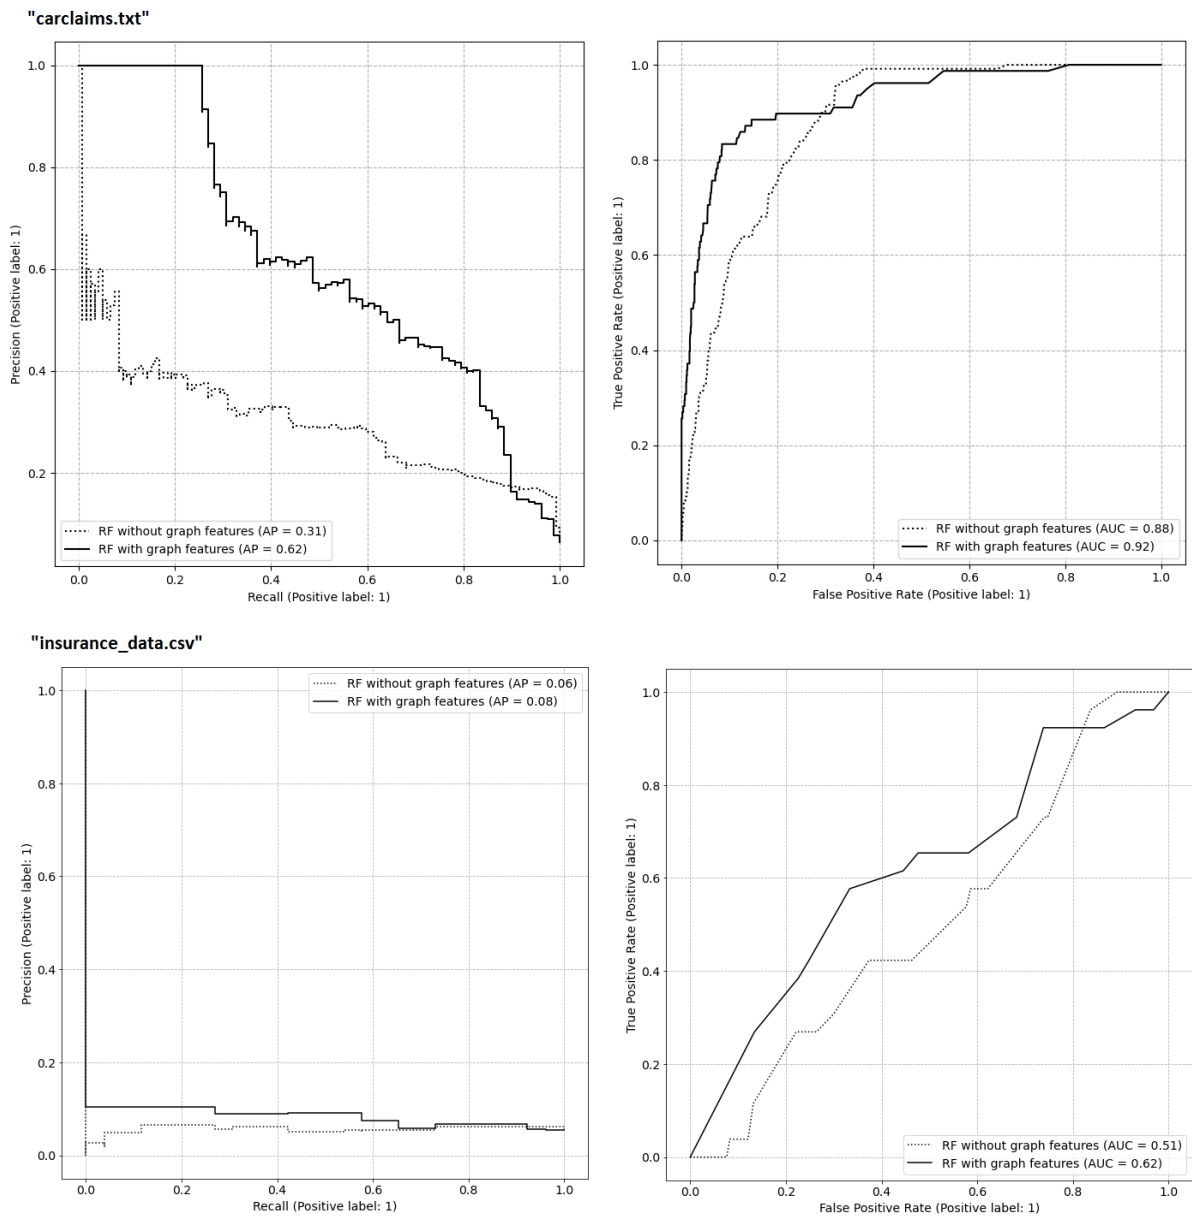 "carclaims.txt"
1.0
0.8
0.6
0.4
0.2
Precision (Positive label: 1)
RF without graph features (AP = 0.31)
RF with graph features (AP = 0.62)
0.0 0.2 0.4 0.6 0.8 1.0
Recall (Positive label: 1)
1.0
0.8
0.6
0.4
0.2
0.0
True Positive Rate (Positive label: 1)
RF without graph features (AUC = 0.88)
RF with graph features (AUC = 0.92)
0.0 0.2 0.4 0.6 0.8 1.0
False Positive Rate (Positive label: 1)
"insurance_data.csv"
1.0
0.8
0.6
0.4
0.2
0.0
Precision (Positive label: 1)
RF without graph features (AP = 0.06)
RF with graph features (AP = 0.08)
0.0 0.2 0.4 0.6 0.8 1.0
Recall (Positive label: 1)
1.0
0.8
0.6
0.4
0.2
0.0
True Positive Rate (Positive label: 1)
RF without graph features (AUC = 0.51)
RF with graph features (AUC = 0.62)
0.0 0.2 0.4 0.6 0.8 1.0
False Positive Rate (Positive label: 1)